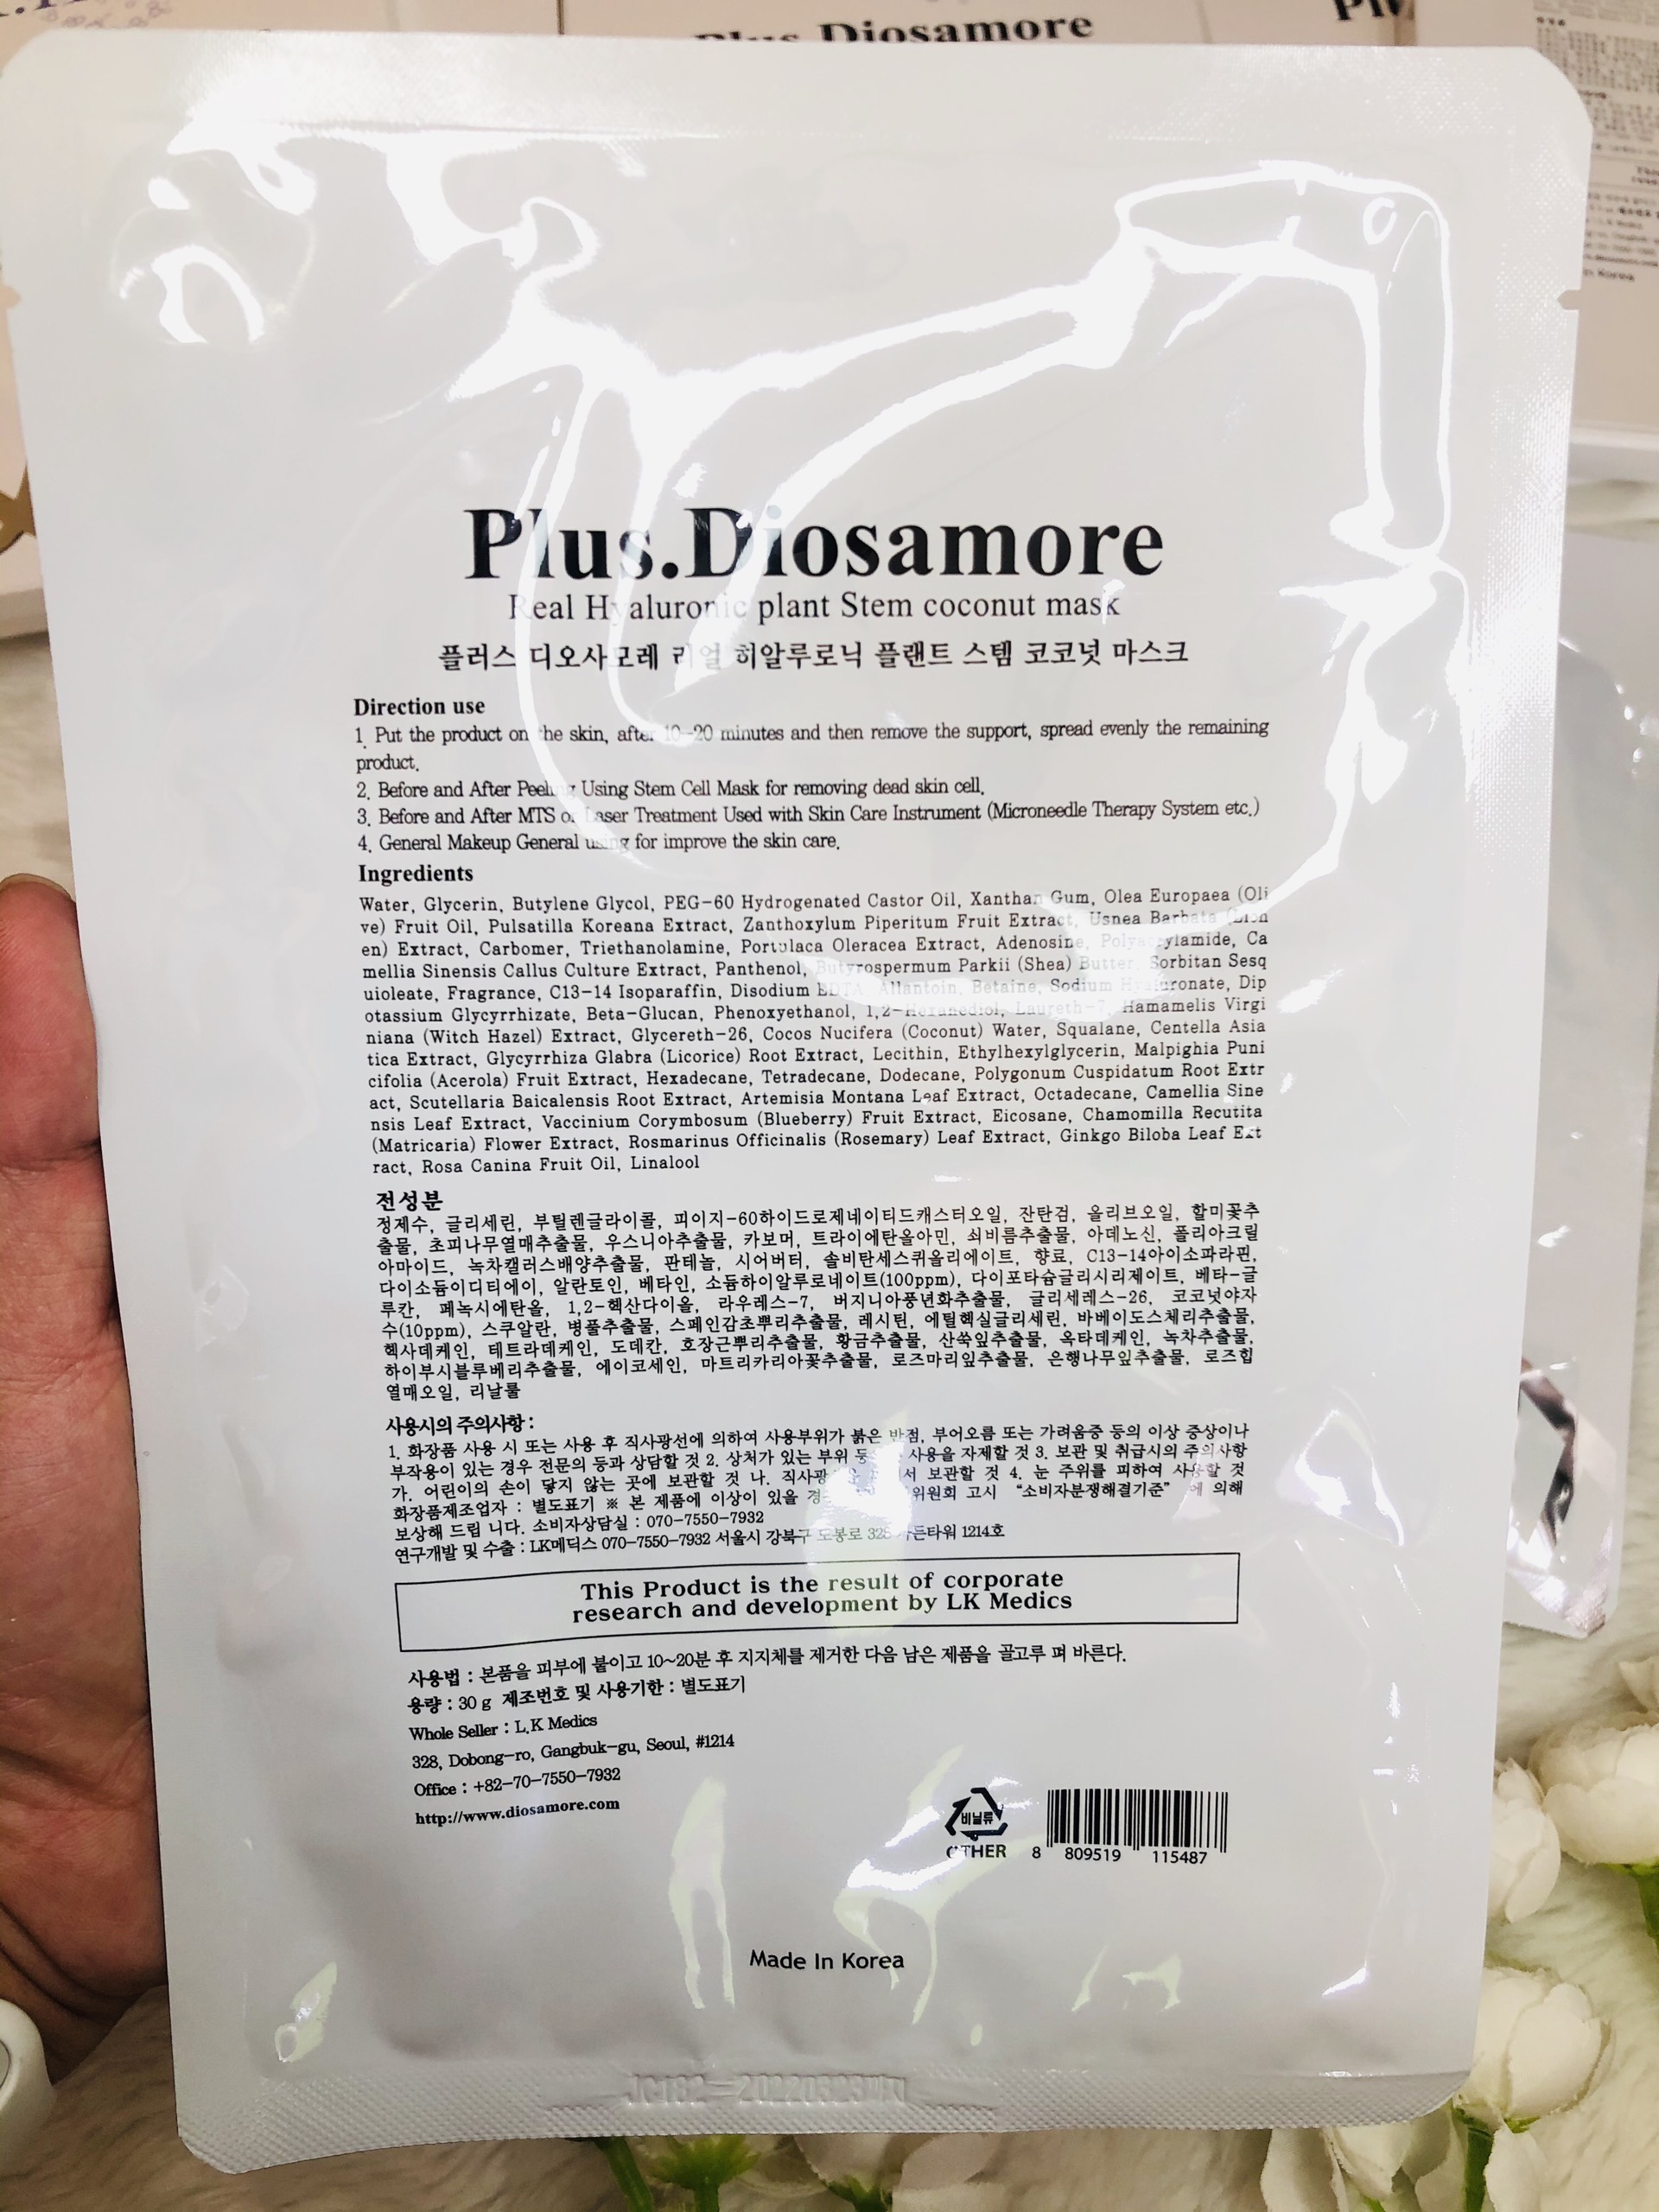 Diosamore
Plus.Diosamore
Real Hyaluronic plant Stem coconut mask
플러스 디오사모레 리얼 히알루로닉 플랜트 스템 코코넛 마스크
Direction use
1. Put the product on the skin, after 10~20 minutes and then remove the support, spread evenly the remaining
product.
2. Before and After Peeling Using Stem Cell Mask for removing dead skin cell.
3. Before and After MTS or Laser Treatment Used with Skin Care Instrument (Microneedle Therapy System etc.)
4. General Makeup General using for improve the skin care.
Ingredients
Water, Glycerin, Butylene Glycol, PEG-60 Hydrogenated Castor Oil, Xanthan Gum, Olea Europaea (Oli
ve) Fruit Oil, Pulsatilla Koreana Extract, Zanthoxylum Piperitum Fruit Extract, Usnea Barbata (Lich
en) Extract, Carbomer, Triethanolamine, Portulaca Oleracea Extract, Adenosine, Polyacrylamide, Ca
mellia Sinensis Callus Culture Extract, Panthenol, Butyrospermum Parkii (Shea) Butter, Sorbitan Sesq
uioleate, Fragrance, C13-14 Isoparaffin, Disodium EDTA, Allantoin, Betaine, Sodium Hyaluronate, Dip
otassium Glycyrrhizate, Beta-Glucan, Phenoxyethanol, 1,2-Hexanediol, Laureth-7, Hamamelis Virgi
niana (Witch Hazel) Extract, Glycereth-26, Cocos Nucifera (Coconut) Water, Squalane, Centella Asia
tica Extract, Glycyrrhiza Glabra (Licorice) Root Extract, Lecithin, Ethylhexylglycerin, Malpighia Puni
cifolia (Acerola) Fruit Extract, Hexadecane, Tetradecane, Dodecane, Polygonum Cuspidatum Root Extr
act, Scutellaria Baicalensis Root Extract, Artemisia Montana Leaf Extract, Octadecane, Camellia Sine
nsis Leaf Extract, Vaccinium Corymbosum (Blueberry) Fruit Extract, Eicosane, Chamomilla Recutita
(Matricaria) Flower Extract, Rosmarinus Officinalis (Rosemary) Leaf Extract, Ginkgo Biloba Leaf Ext
ract, Rosa Canina Fruit Oil, Linalool
전성분
정제수, 글리세린, 부틸렌글라이콜, 피이지-60하이드로제네이티드캐스터오일, 잔탄검, 올리브오일, 할미꽃추
출물, 초피나무열매추출물, 우스니아추출물, 카보머, 트라이에탄올아민, 쇠비름추출물, 아데노신, 폴리아크릴
아마이드, 녹차캘러스배양추출물, 판테놀, 시어버터, 솔비탄세스퀴올리에이트, 향료, C13-14아이소파라핀,
다이소듐이디티에이, 알란토인, 베타인, 소듐하이알루로네이트(100ppm), 다이포타슘글리시리제이트, 베타-글
루칸, 페녹시에탄올, 1,2-헥산다이올, 라우레스-7, 버지니아풍년화추출물, 글리세레스-26, 코코넛야자
수(10ppm), 스쿠알란, 병풀추출물, 스페인감초뿌리추출물, 레시틴, 에틸헥실글리세린, 바베이도스체리추출물,
헥사데케인, 테트라데케인, 도데칸, 호장근뿌리추출물, 황금추출물, 산쑥잎추출물, 옥타데케인, 녹차추출물,
하이부시블루베리추출물, 에이코세인, 마트리카리아꽃추출물, 로즈마리잎추출물, 은행나무잎추출물, 로즈힙
열매오일, 리날룰
사용시의 주의사항 :
1. 화장품 사용 시 또는 사용 후 직사광선에 의하여 사용부위가 붉은 반점, 부어오름 또는 가려움증 등의 이상 증상이나
부작용이 있는 경우 전문의 등과 상담할 것 2. 상처가 있는 부위 사용을 자제할 것 3. 보관 및 취급시의 주의사항
가. 어린이의 손이 닿지 않는 곳에 보관할 것 나. 보관할 것 4. 눈 주위를 피하여 사용할 것
화장품제조업자 : 별도표기 ※ 본 제품에 이상이 있을 고시 “소비자분쟁해결기준” 에 의해
보상해 드립 니다. 소비자상담실 : 070-7550-7932
연구개발 및 수출 : LK메딕스 070-7550-7932 서울시 강북구 도봉로 328 1214호
This Product is the result of corporate
research and development by LK Medics
사용법 : 본품을 피부에 붙이고 10~20분 후 지지체를 제거한 다음 남은 제품을 골고루 펴 바른다.
용량 : 30 g 제조번호 및 사용기한 : 별도표기
Whole Seller : L.K Medics
328, Dobong-ro, Gangbuk-gu, Seoul, #1214
Office : +82-70-7550-7932
http://www.diosamore.com
비닐류
OTHER
8 809519 115487
Made In Korea